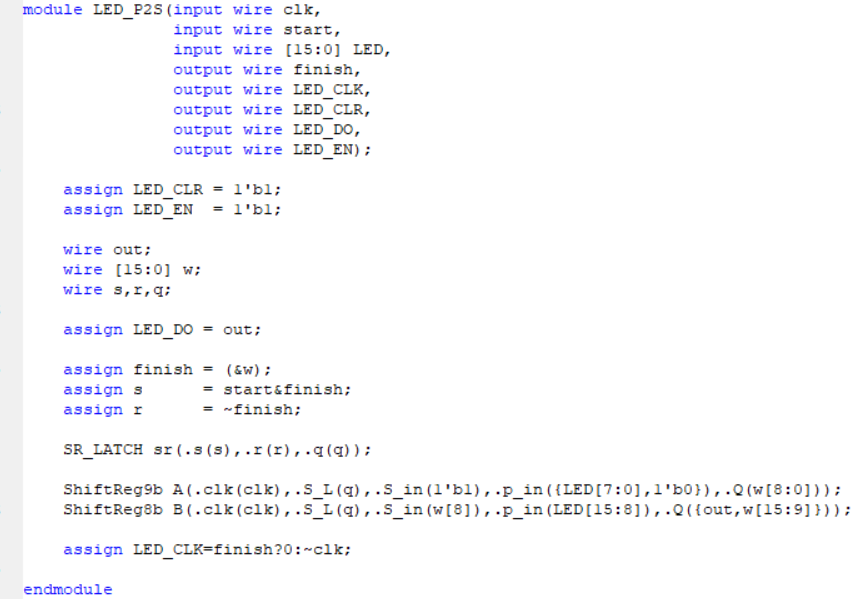 module LED_P2S(input wire clk,
input wire start,
input wire [15:0] LED,
output wire finish,
output wire LED_CLK,
output wire LED_CLR,
output wire LED_DO,
output wire LED_EN);
assign LED_CLR = 1'b1;
assign LED_EN  = 1'b1;
wire out;
wire [15:0] w;
wire s,r,q;
assign LED_DO = out;
assign finish = (&w);
assign s      = start&finish;
assign r      = ~finish;
SR_LATCH sr(.s(s),.r(r),.q(q));
ShiftReg9b A(.clk(clk),.S_L(q),.S_in(1'b1),.p_in({LED[7:0],1'b0}),.Q(w[8:0]));
ShiftReg8b B(.clk(clk),.S_L(q),.S_in(w[8]),.p_in(LED[15:8]),.Q({out,w[15:9]}));
assign LED_CLK=finish?0:~clk;
endmodule